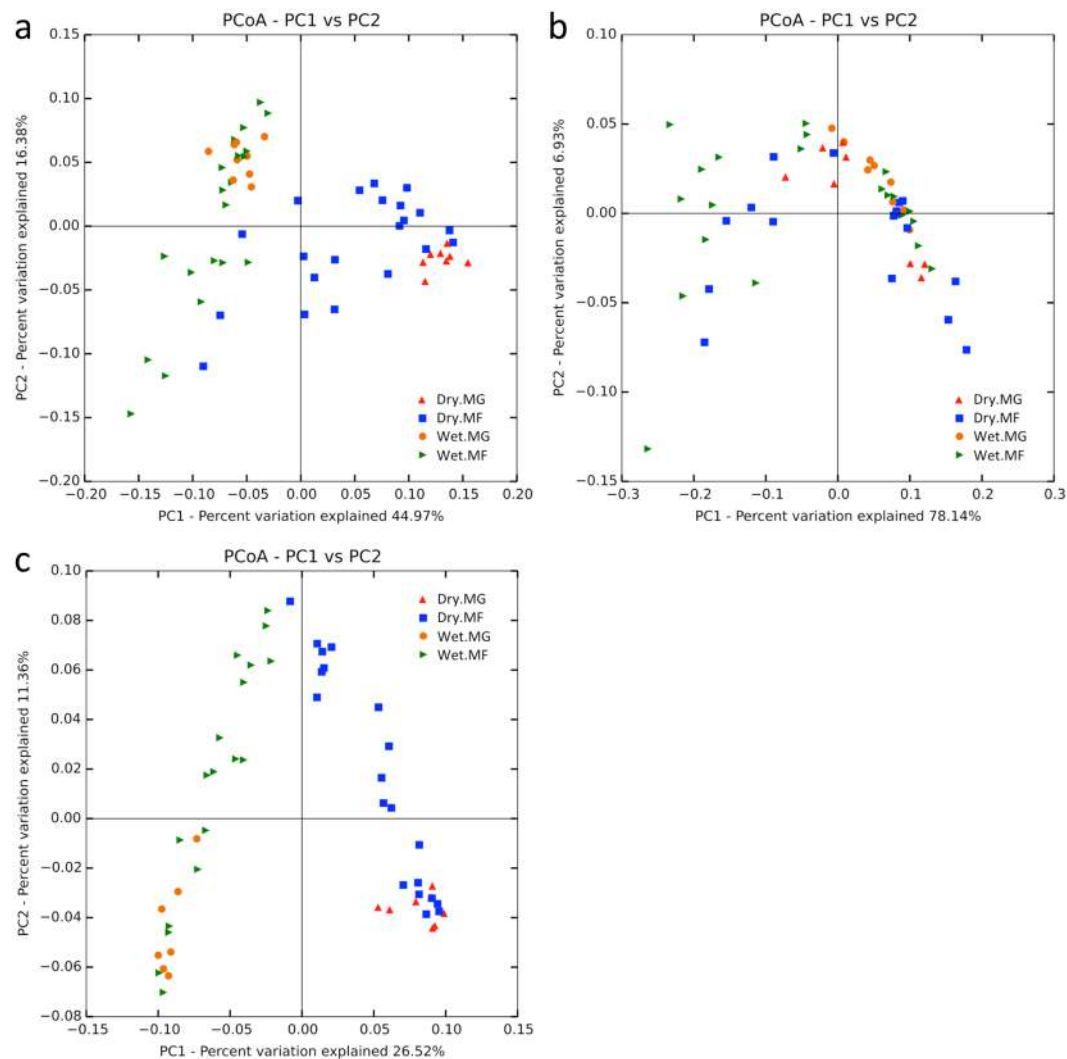 a
PCoA - PC1 vs PC2
0.15
0.10
0.05
0.00
−0.05
−0.10
−0.15
−0.20
PC2 - Percent variation explained 16.38%
Dry.MG
Dry.MF
Wet.MG
Wet.MF
−0.20 −0.15 −0.10 −0.05 0.00 0.05 0.10 0.15 0.20
PC1 - Percent variation explained 44.97%
b
PCoA - PC1 vs PC2
0.10
0.05
0.00
−0.05
−0.10
−0.15
PC2 - Percent variation explained 6.93%
Dry.MG
Dry.MF
Wet.MG
Wet.MF
−0.3 −0.2 −0.1 0.0 0.1 0.2 0.3
PC1 - Percent variation explained 78.14%
c
PCoA - PC1 vs PC2
0.10
0.08
0.06
0.04
0.02
0.00
−0.02
−0.04
−0.06
−0.08
PC2 - Percent variation explained 11.36%
Dry.MG
Dry.MF
Wet.MG
Wet.MF
−0.15 −0.10 −0.05 0.00 0.05 0.10 0.15
PC1 - Percent variation explained 26.52%